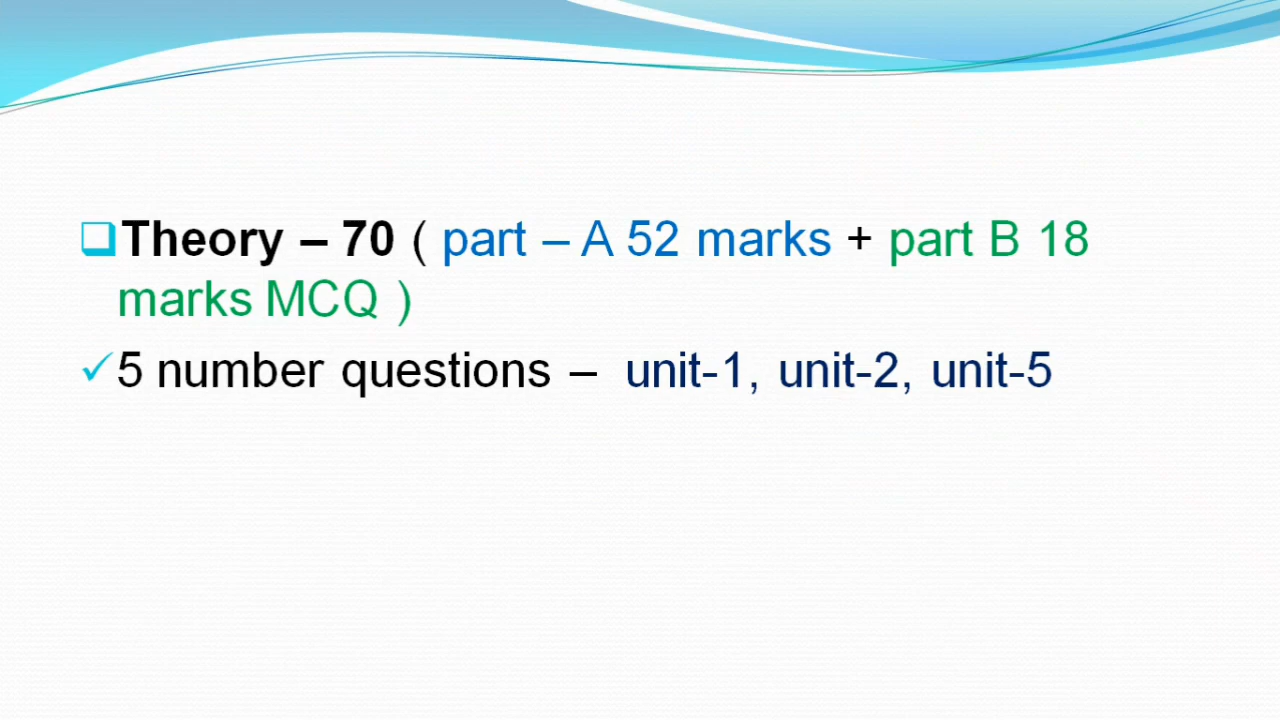 Theory – 70 ( part – A 52 marks + part B 18
marks MCQ )
5 number questions – unit-1, unit-2, unit-5